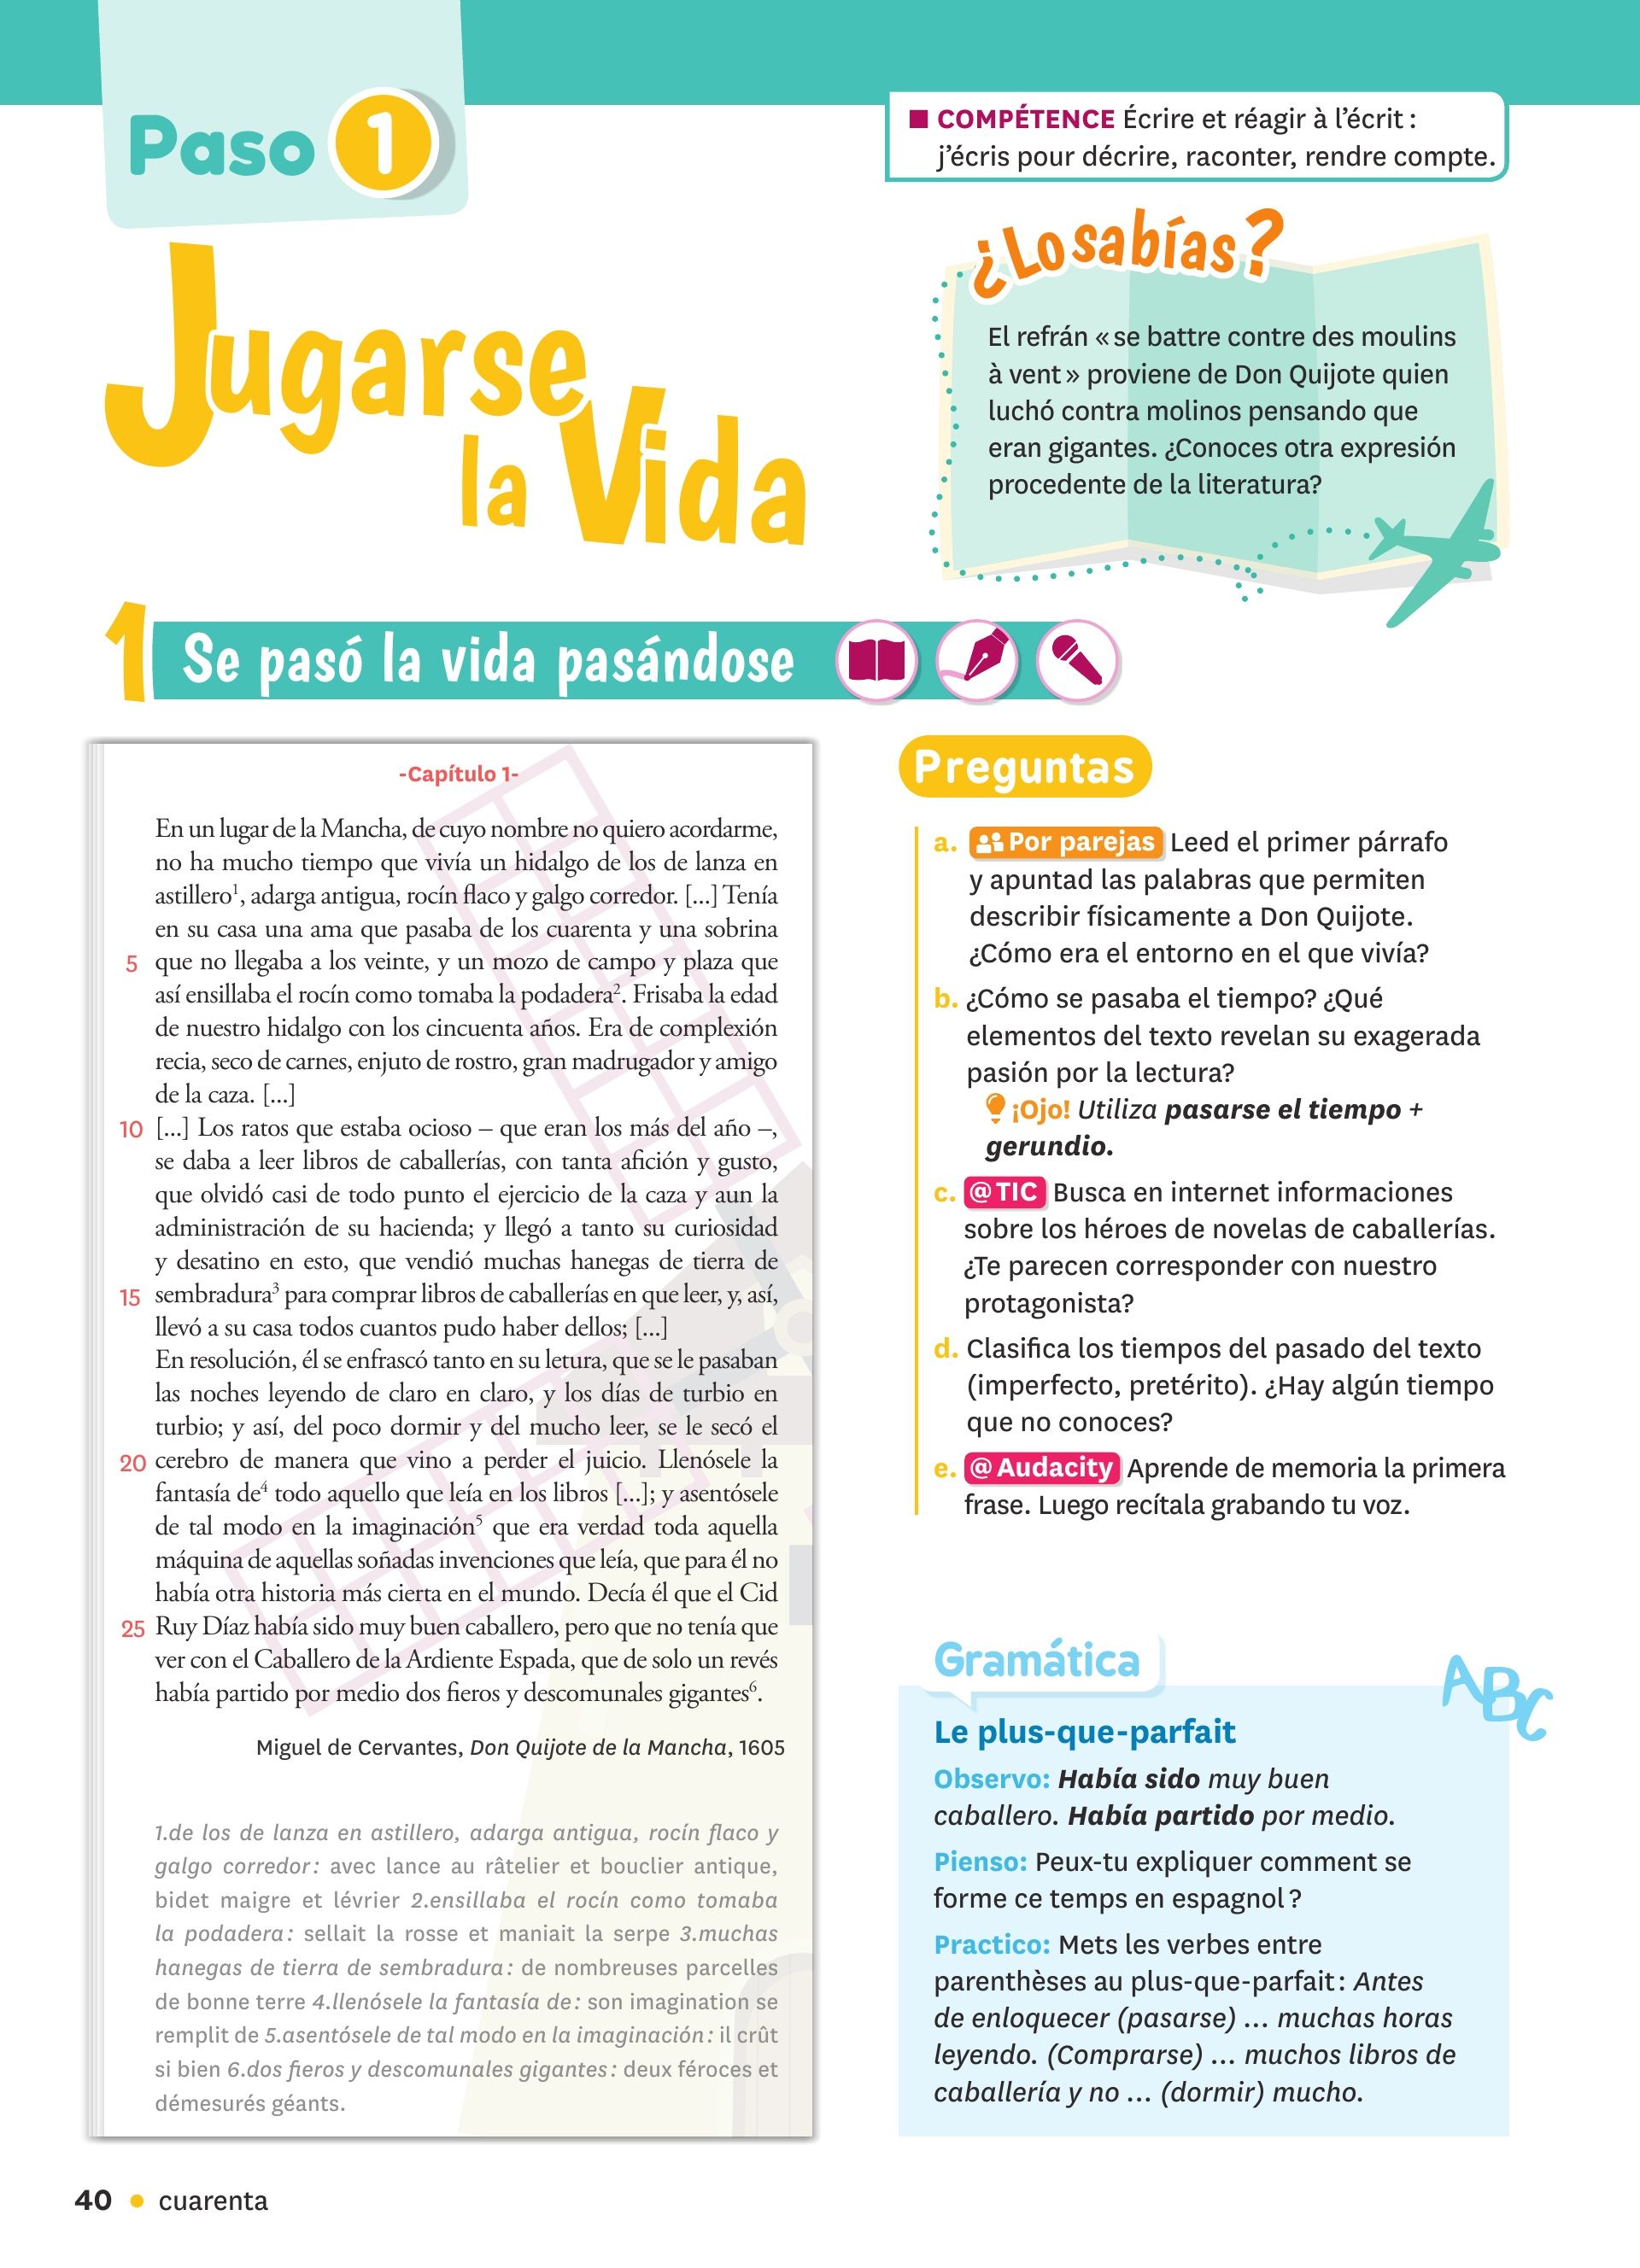 Paso 1
■ COMPÉTENCE Écrire et réagir à l'écrit :
j'écris pour décrire, raconter, rendre compte.
Jugarse
la Vida
¿Lo sabías?
El refrán « se battre contre des moulins
à vent » proviene de Don Quijote quien
luchó contra molinos pensando que
eran gigantes. ¿Conoces otra expresión
procedente de la literatura?
1 Se pasó la vida pasándose
-Capítulo 1-
En un lugar de la Mancha, de cuyo nombre no quiero acordarme,
no ha mucho tiempo que vivía un hidalgo de los de lanza en
astillero¹, adarga antigua, rocín flaco y galgo corredor. [...] Tenía
en su casa una ama que pasaba de los cuarenta y una sobrina
5 que no llegaba a los veinte, y un mozo de campo y plaza que
así ensillaba el rocín como tomaba la podadera². Frisaba la edad
de nuestro hidalgo con los cincuenta años. Era de complexión
recia, seco de carnes, enjuto de rostro, gran madrugador y amigo
de la caza. [...]
10 [...] Los ratos que estaba ocioso – que eran los más del año –,
se daba a leer libros de caballerías, con tanta afición y gusto,
que olvidó casi de todo punto el ejercicio de la caza y aun la
administración de su hacienda; y llegó a tanto su curiosidad
y desatino en esto, que vendió muchas hanegas de tierra de
15 sembradura³ para comprar libros de caballerías en que leer, y, así,
llevó a su casa todos cuantos pudo haber dellos; [...]
En resolución, él se enfrascó tanto en su letura, que se le pasaban
las noches leyendo de claro en claro, y los días de turbio en
turbio; y así, del poco dormir y del mucho leer, se le secó el
20 cerebro de manera que vino a perder el juicio. Llenósele la
fantasía de⁴ todo aquello que leía en los libros [...]; y asentósele
de tal modo en la imaginación⁵ que era verdad toda aquella
máquina de aquellas soñadas invenciones que leía, que para él no
había otra historia más cierta en el mundo. Decía él que el Cid
25 Ruy Díaz había sido muy buen caballero, pero que no tenía que
ver con el Caballero de la Ardiente Espada, que de solo un revés
había partido por medio dos fieros y descomunales gigantes⁶.
Miguel de Cervantes, Don Quijote de la Mancha, 1605
1.de los de lanza en astillero, adarga antigua, rocín flaco y
galgo corredor: avec lance au râtelier et bouclier antique,
bidet maigre et lévrier 2.ensillaba el rocín como tomaba
la podadera: sellait la rosse et maniait la serpe 3.muchas
hanegas de tierra de sembradura: de nombreuses parcelles
de bonne terre 4.llenósele la fantasía de: son imagination se
remplit de 5.asentósele de tal modo en la imaginación: il crût
si bien 6.dos fieros y descomunales gigantes: deux féroces et
démesurés géants.
Preguntas
a. Por parejas Leed el primer párrafo
y apuntad las palabras que permiten
describir físicamente a Don Quijote.
¿Cómo era el entorno en el que vivía?
b. ¿Cómo se pasaba el tiempo? ¿Qué
elementos del texto revelan su exagerada
pasión por la lectura?
¡Ojo! Utiliza pasarse el tiempo +
gerundio.
c. @ TIC Busca en internet informaciones
sobre los héroes de novelas de caballerías.
¿Te parecen corresponder con nuestro
protagonista?
d. Clasifica los tiempos del pasado del texto
(imperfecto, pretérito). ¿Hay algún tiempo
que no conoces?
e. @ Audacity Aprende de memoria la primera
frase. Luego recítala grabando tu voz.
Gramática
ABC
Le plus-que-parfait
Observo: Había sido muy buen
caballero. Había partido por medio.
Pienso: Peux-tu expliquer comment se
forme ce temps en espagnol ?
Practico: Mets les verbes entre
parenthèses au plus-que-parfait : Antes
de enloquecer (pasarse) ... muchas horas
leyendo. (Comprarse) ... muchos libros de
caballería y no ... (dormir) mucho.
40 • cuarenta